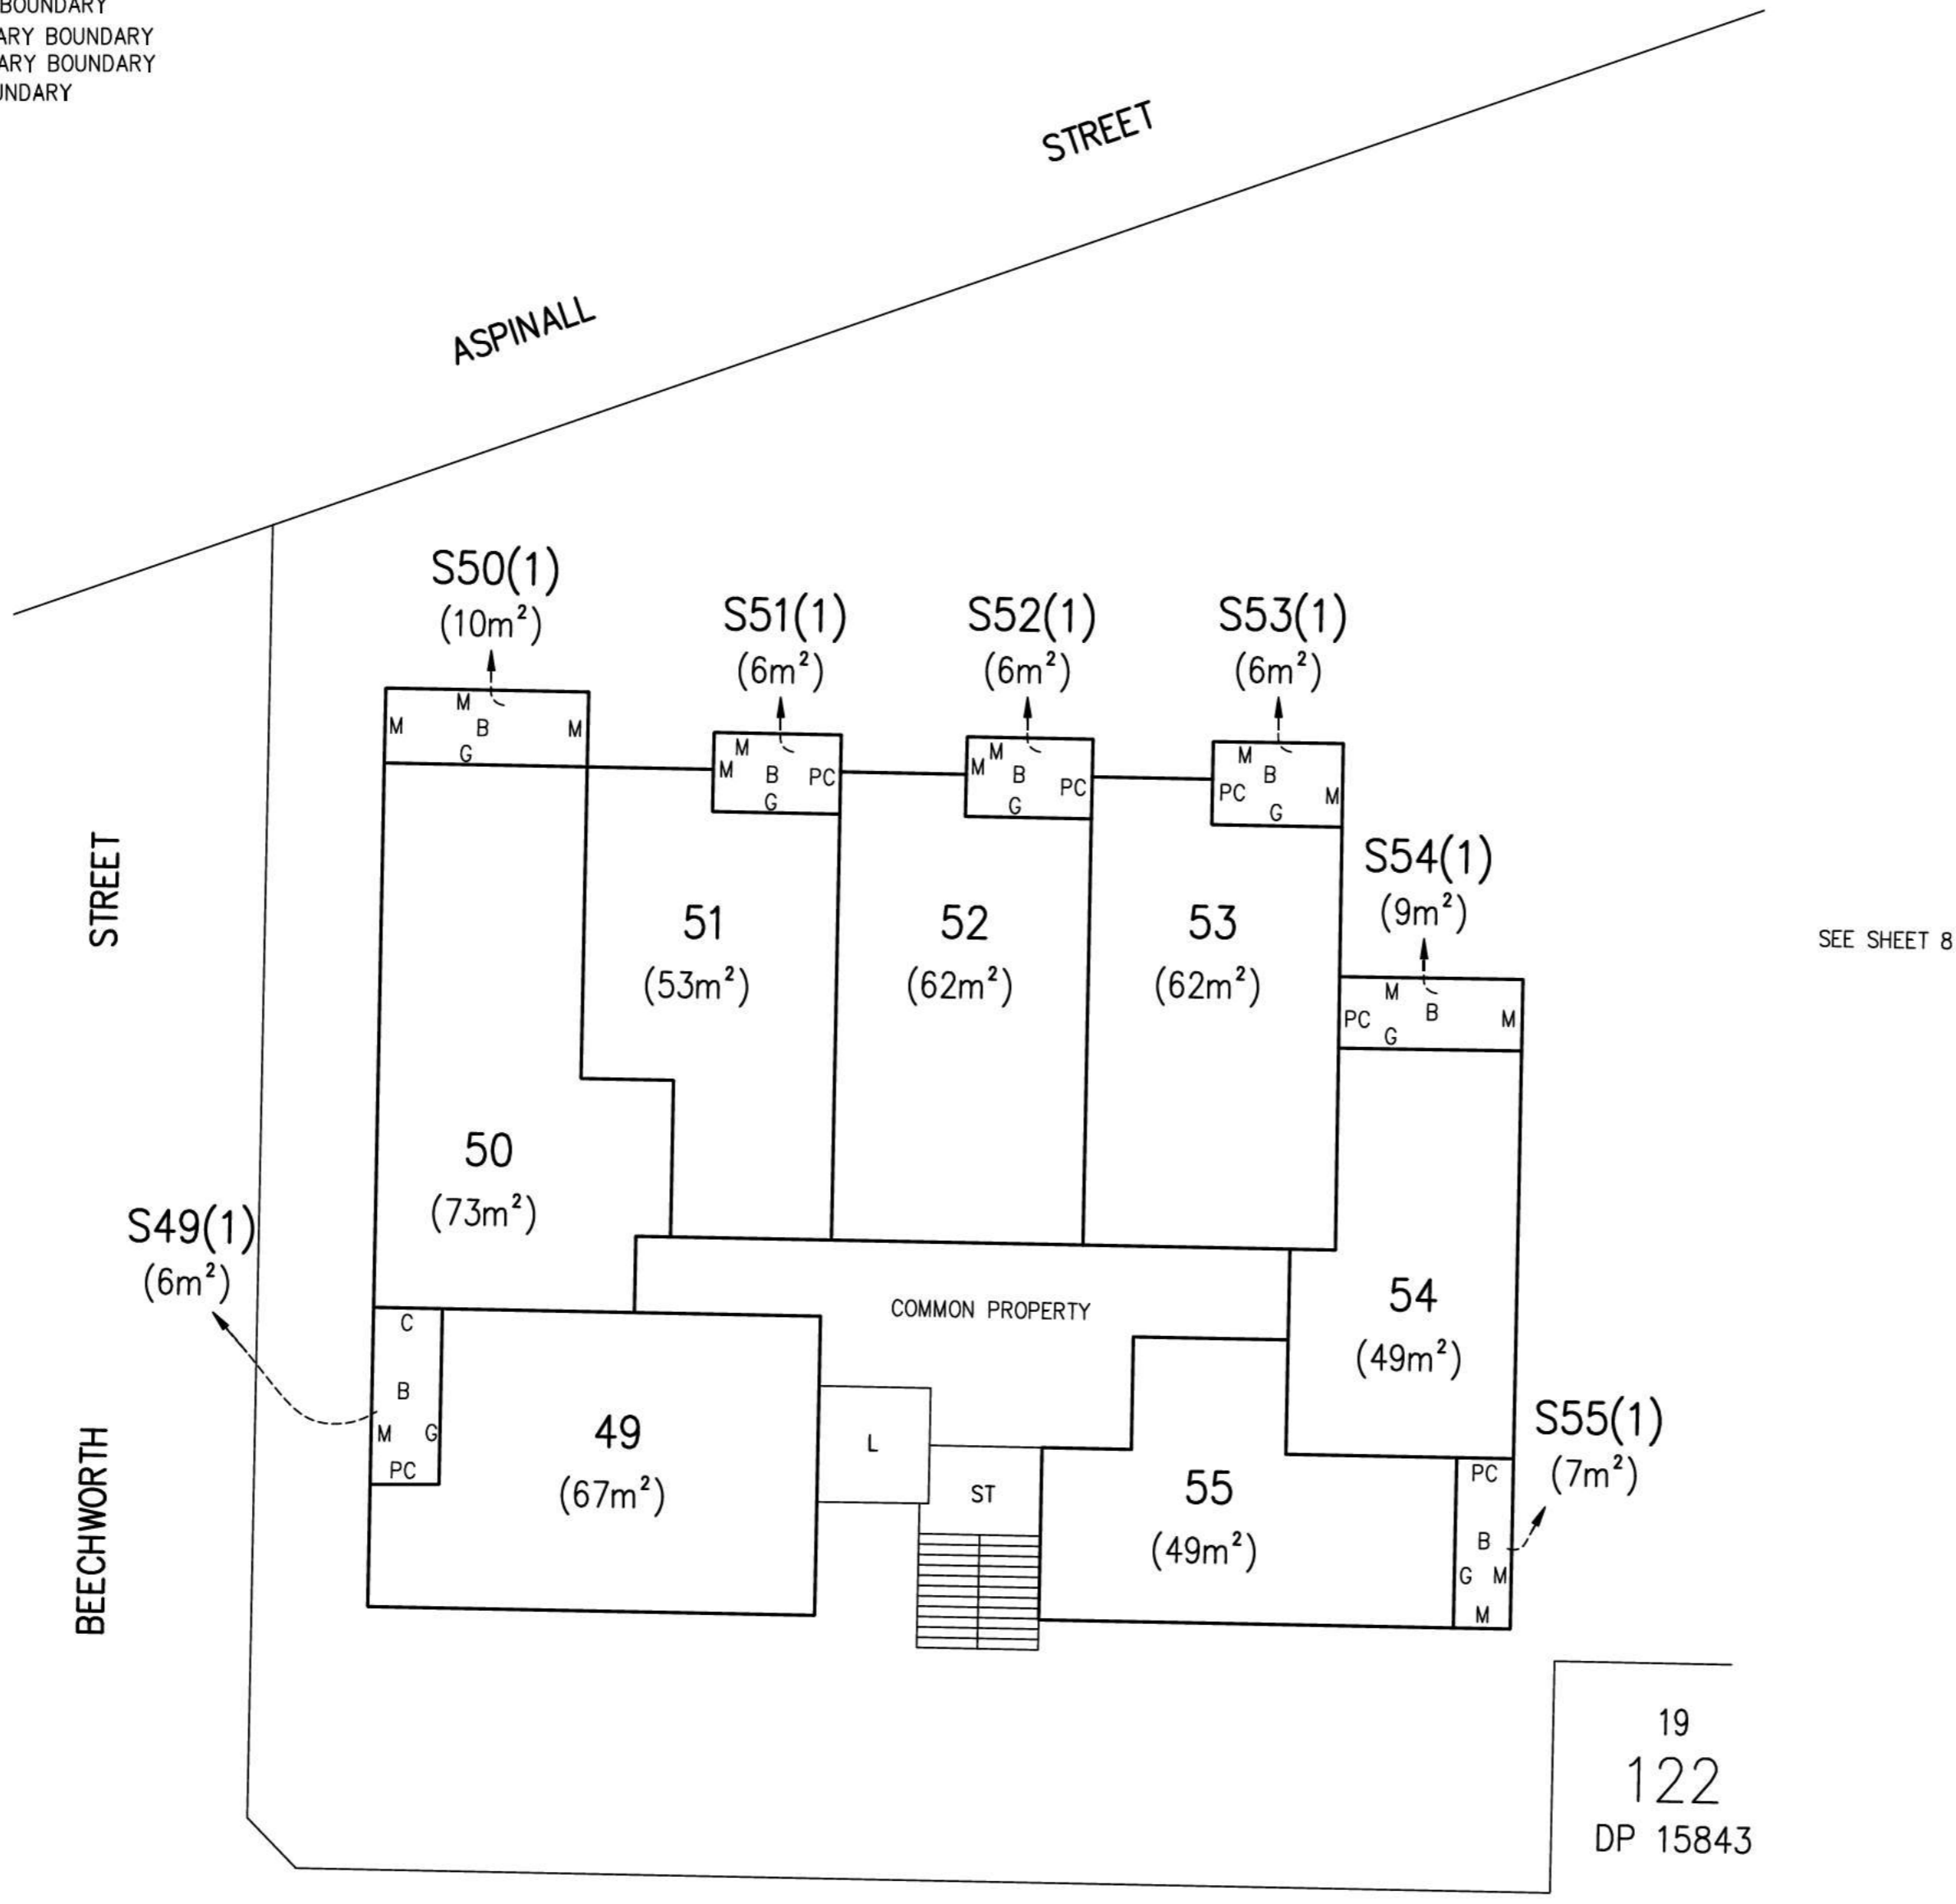 BOUNDARY
ARY BOUNDARY
ARY BOUNDARY
UNDARY
STREET
ASPINALL
S50(1)
(10m²)
S51(1)
(6m²)
S52(1)
(6m²)
S53(1)
(6m²)
M
M B M
G
M
M B PC
G
M
M B PC
G
M
B
PC M
G
STREET
S54(1)
(9m²)
51
(53m²)
52
(62m²)
53
(62m²)
SEE SHEET 8
M
PC B M
G
50
(73m²)
S49(1)
(6m²)
54
(49m²)
COMMON PROPERTY
C
B
M G
PC
49
(67m²)
L
ST
55
(49m²)
S55(1)
(7m²)
PC
B
G M
M
BEECHWORTH
19
122
DP 15843